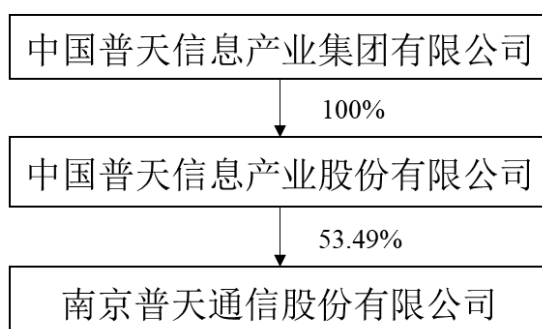 中国普天信息产业集团有限公司
100%
中国普天信息产业股份有限公司
53.49%
南京普天通信股份有限公司